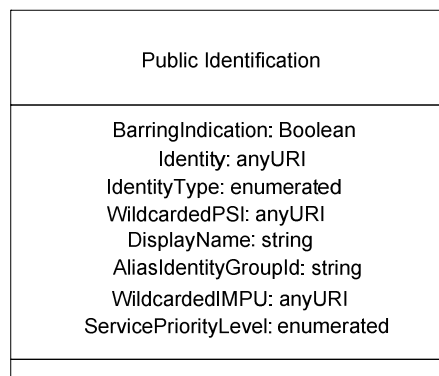 Public Identification
BarringIndication: Boolean
Identity: anyURI
IdentityType: enumerated
WildcardedPSI: anyURI
DisplayName: string
AliasIdentityGroupId: string
WildcardedIMPU: anyURI
ServicePriorityLevel: enumerated